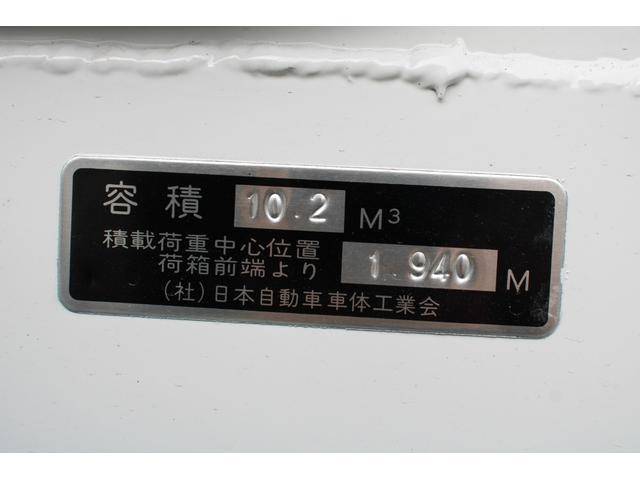 容積 10.2 M³
積載荷重中心位置
荷箱前端より 1.940 M
(社)日本自動車車体工業会